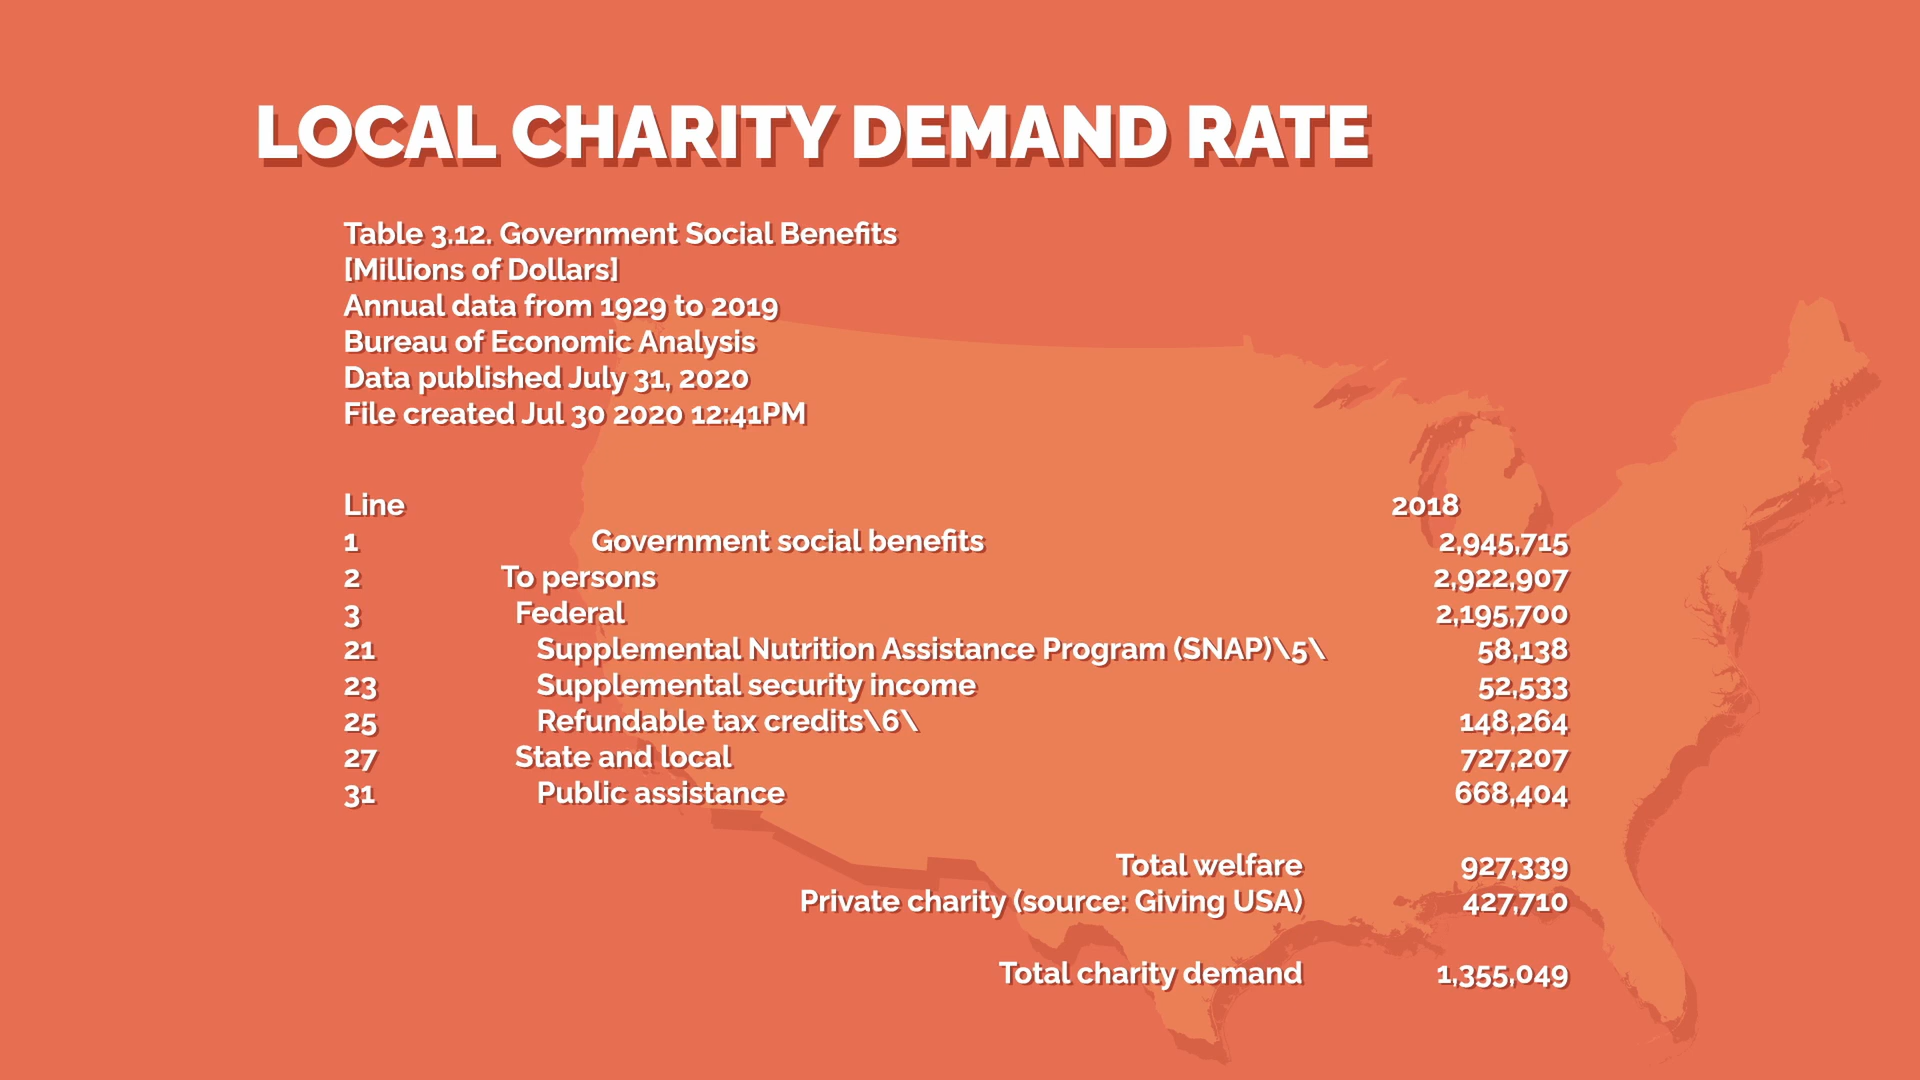 LOCAL CHARITY DEMAND RATE
Table 3.12. Government Social Benefits
[Millions of Dollars]
Annual data from 1929 to 2019
Bureau of Economic Analysis
Data published July 31, 2020
File created Jul 30 2020 12:41PM
Line 2018
1 Government social benefits 2,945,715
2 To persons 2,922,907
3 Federal 2,195,700
21 Supplemental Nutrition Assistance Program (SNAP)\5\ 58,138
23 Supplemental security income 52,533
25 Refundable tax credits\6\ 148,264
27 State and local 727,207
31 Public assistance 668,404
Total welfare 927,339
Private charity (source: Giving USA) 427,710
Total charity demand 1,355,049